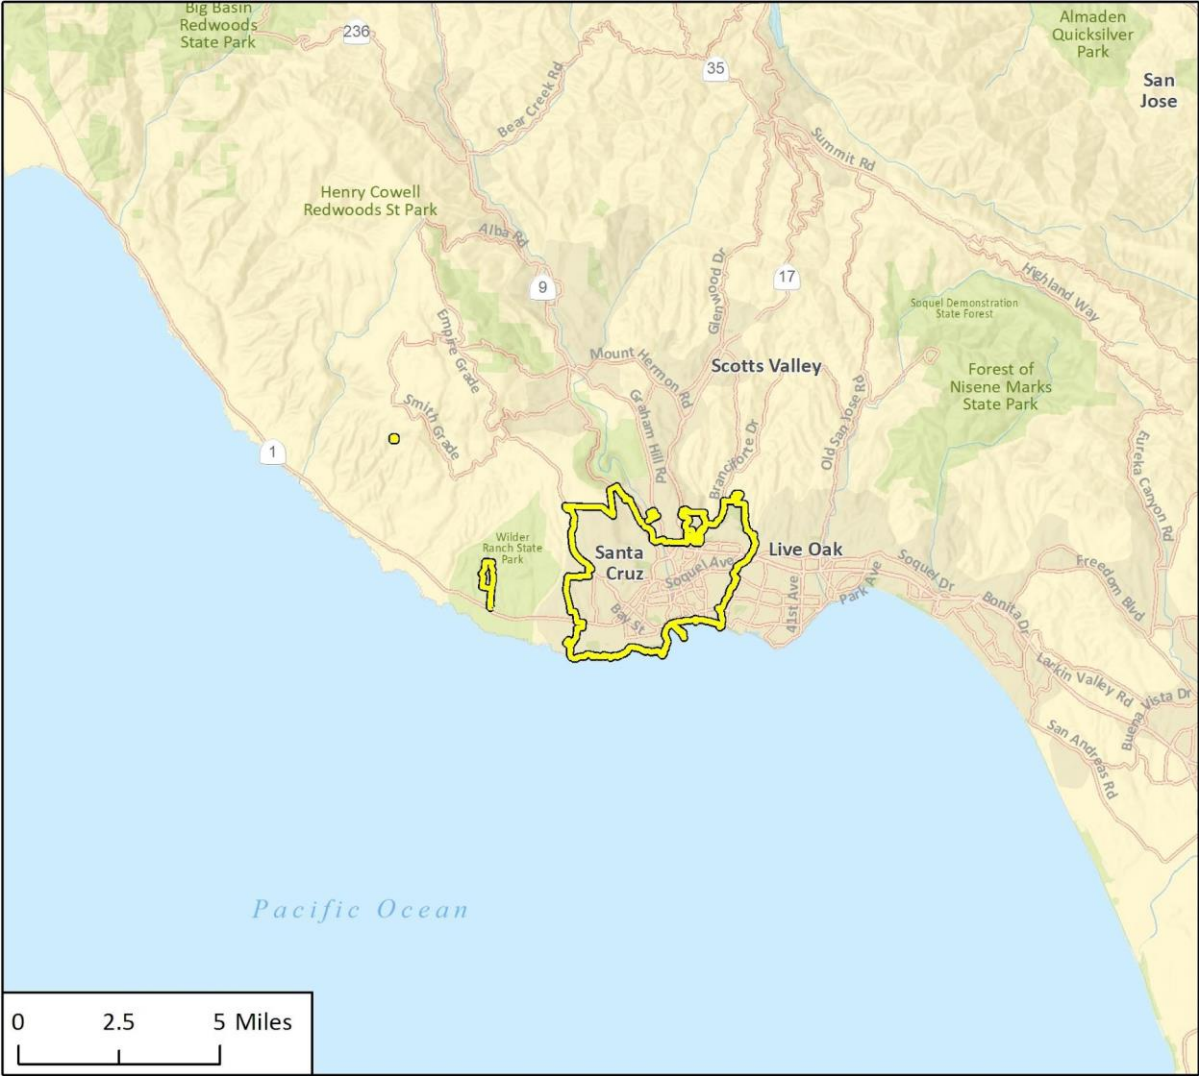 Big Basin
Redwoods
State Park
236
35
Almaden
Quicksilver
Park
San
Jose
Bear Creek Rd
Summit Rd
Henry Cowell
Redwoods St Park
Alba Rd
9
Glenwood Dr
17
Highland Way
Soquel Demonstration
State Forest
Empire Grade
Mount Hermon Rd
Scotts Valley
Forest of
Nisene Marks
State Park
Smith Grade
Graham Hill Rd
Branciforte Dr
Old San Jose Rd
Eureka Canyon Rd
1
Wilder
Ranch State
Park
Santa
Cruz
Live Oak
Soquel Ave
Soquel Dr
Park Ave
41st Ave
Bay St
Bonita Dr
Freedom Blvd
Larkin Valley Rd
Buena Vista Dr
San Andreas Rd
Pacific Ocean
0 2.5 5 Miles